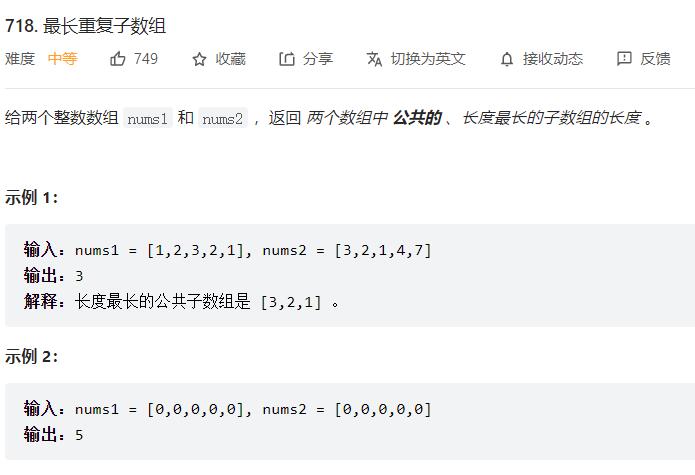 718. 最长重复子数组
难度 中等 749 收藏 分享 切换为英文 接收动态 反馈
给两个整数数组 nums1 和 nums2 ，返回 两个数组中 公共的 、长度最长的子数组的长度 。
示例 1：
输入：nums1 = [1,2,3,2,1], nums2 = [3,2,1,4,7]
输出：3
解释：长度最长的公共子数组是 [3,2,1] 。
示例 2：
输入：nums1 = [0,0,0,0,0], nums2 = [0,0,0,0,0]
输出：5